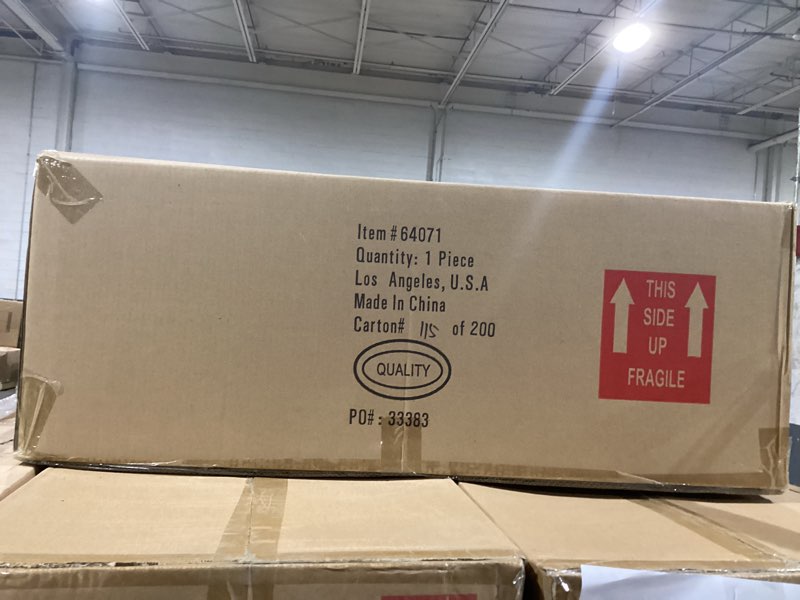 Item # 64071
Quantity: 1 Piece
Los Angeles, U.S.A
Made In China
Carton# 115 of 200
QUALITY
PO# : 33383
THIS
SIDE
UP
FRAGILE